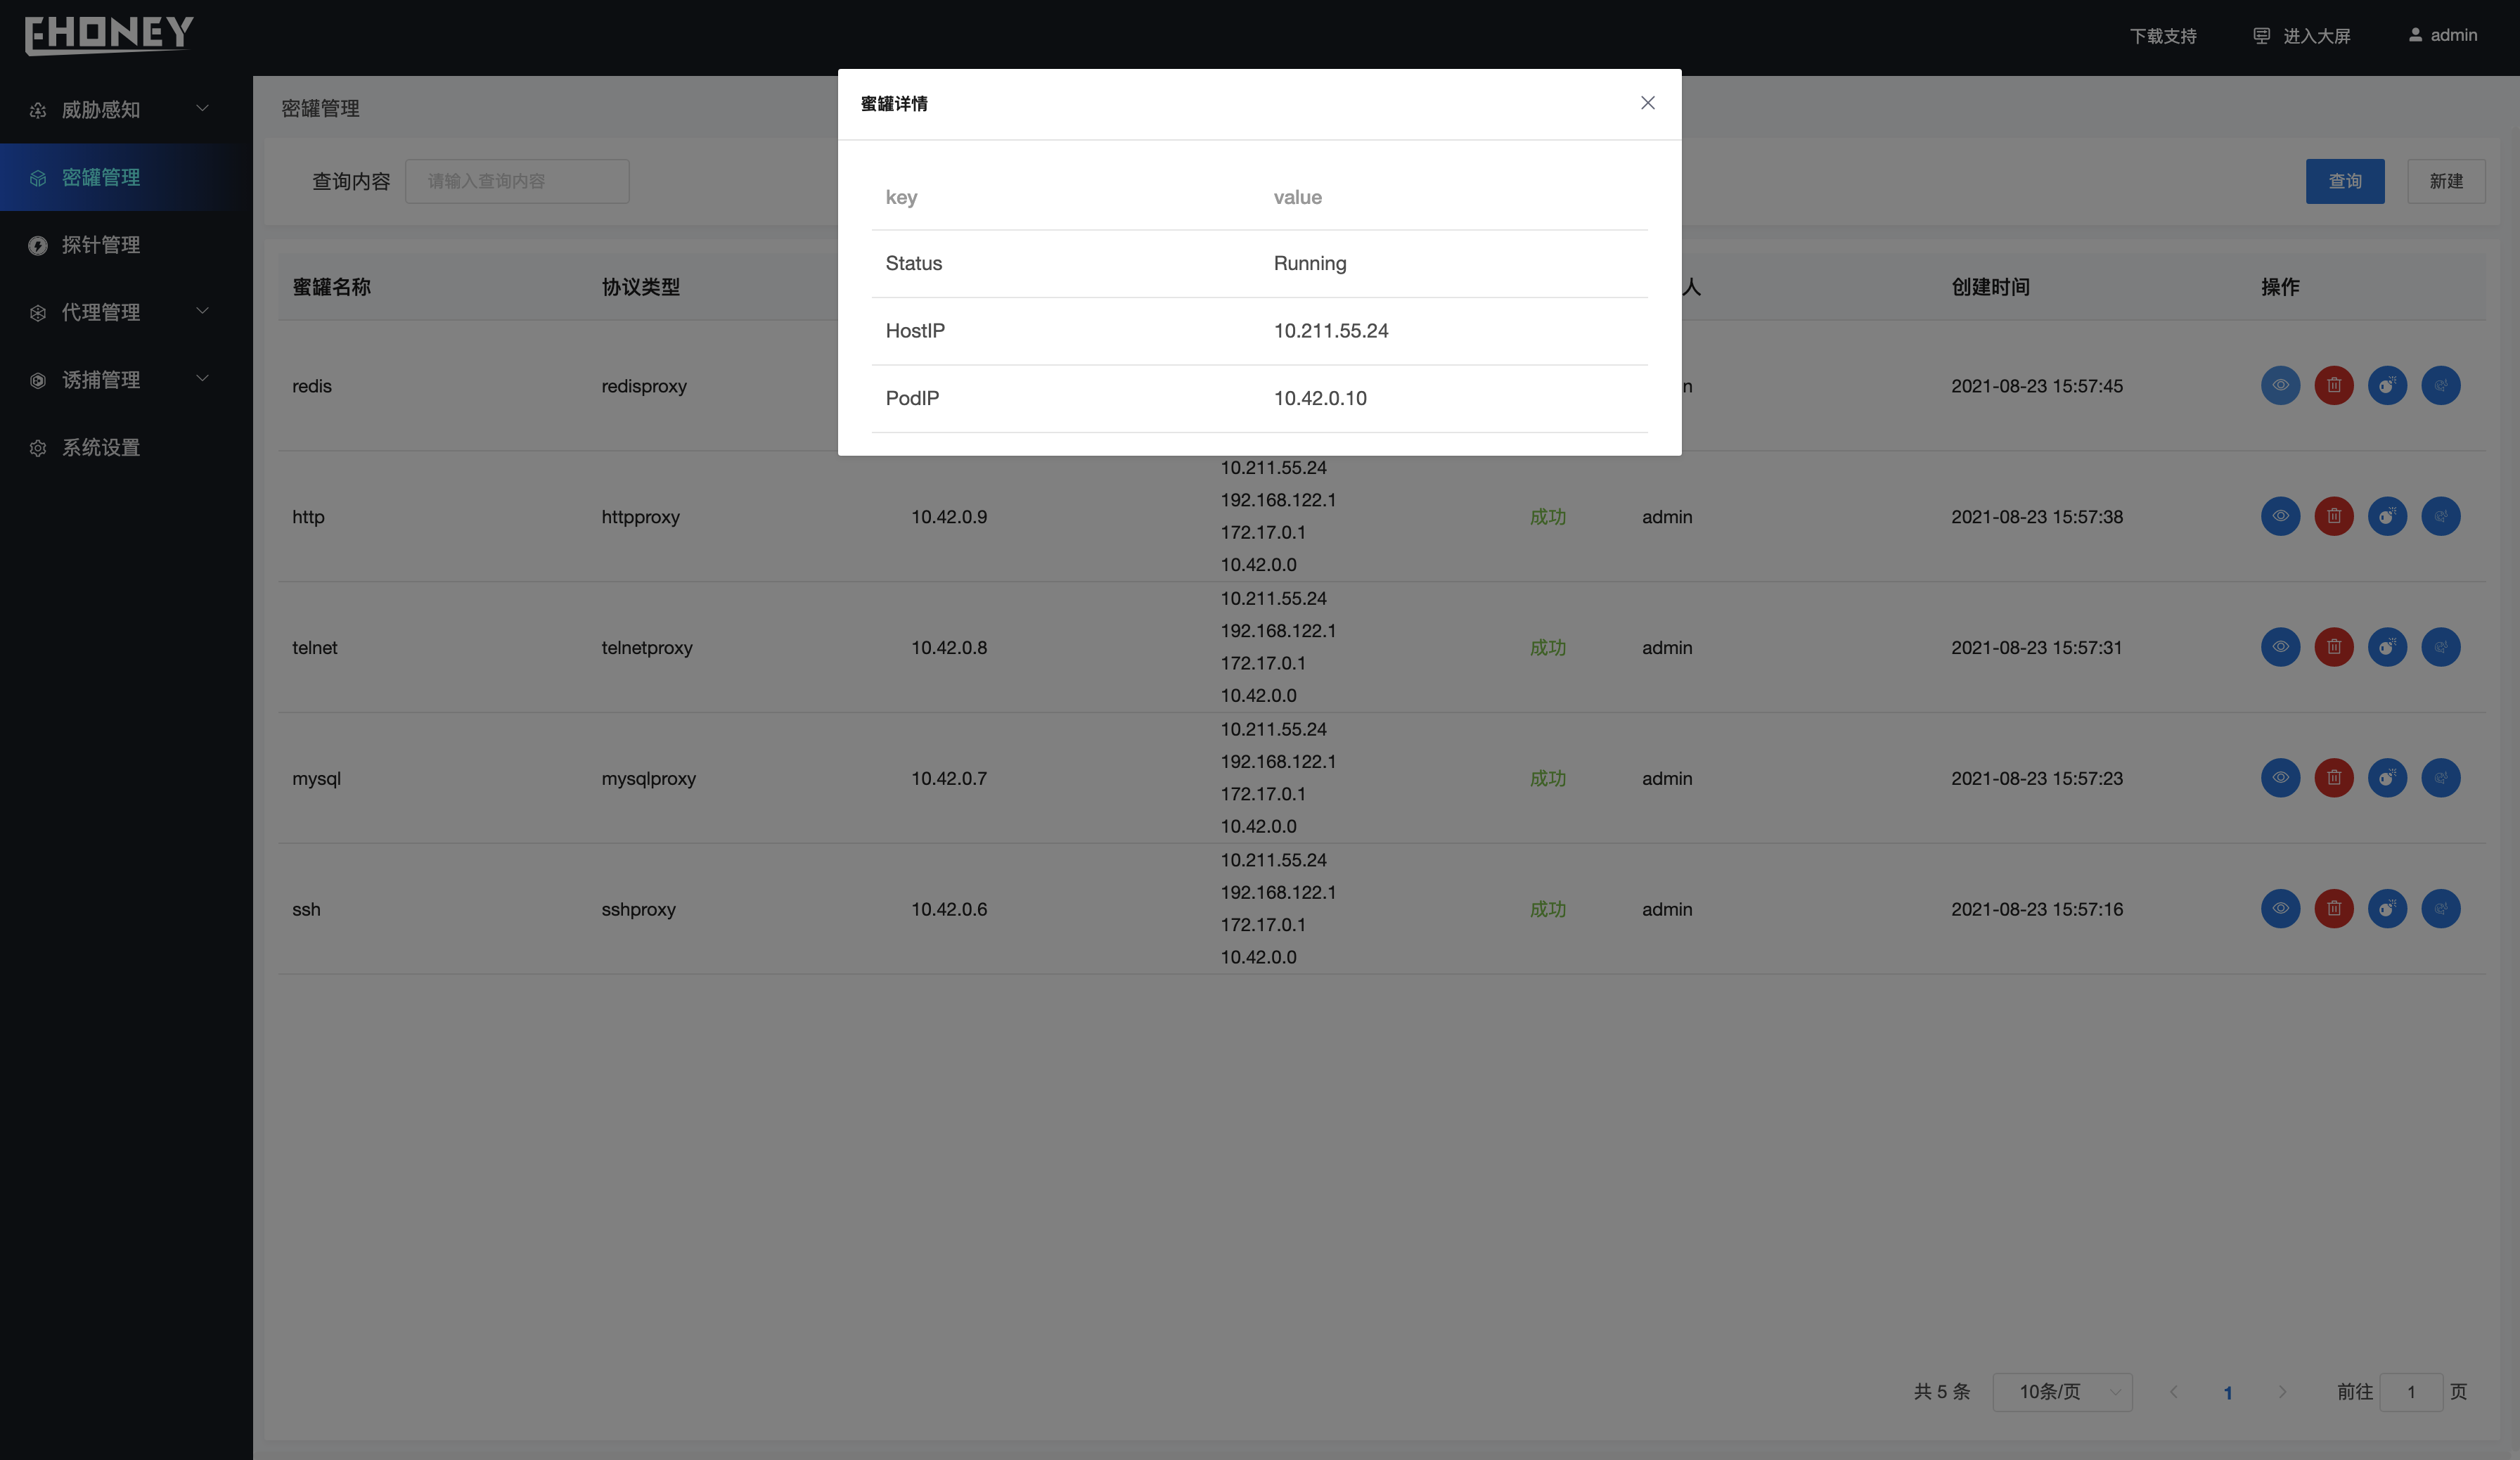 EHONEY
下载支持
进入大屏
admin
威胁感知
密罐管理
探针管理
代理管理
诱捕管理
系统设置
密罐管理
查询内容
请输入查询内容
查询
新建
蜜罐详情
key value
Status Running
HostIP 10.211.55.24
PodIP 10.42.0.10
蜜罐名称 协议类型 人 创建时间 操作
redis redisproxy n 2021-08-23 15:57:45
10.211.55.24
192.168.122.1
http httpproxy 10.42.0.9 成功 admin 2021-08-23 15:57:38
172.17.0.1
10.42.0.0
10.211.55.24
192.168.122.1
telnet telnetproxy 10.42.0.8 成功 admin 2021-08-23 15:57:31
172.17.0.1
10.42.0.0
10.211.55.24
192.168.122.1
mysql mysqlproxy 10.42.0.7 成功 admin 2021-08-23 15:57:23
172.17.0.1
10.42.0.0
10.211.55.24
192.168.122.1
ssh sshproxy 10.42.0.6 成功 admin 2021-08-23 15:57:16
172.17.0.1
10.42.0.0
共 5 条 10条/页 1 前往 1 页